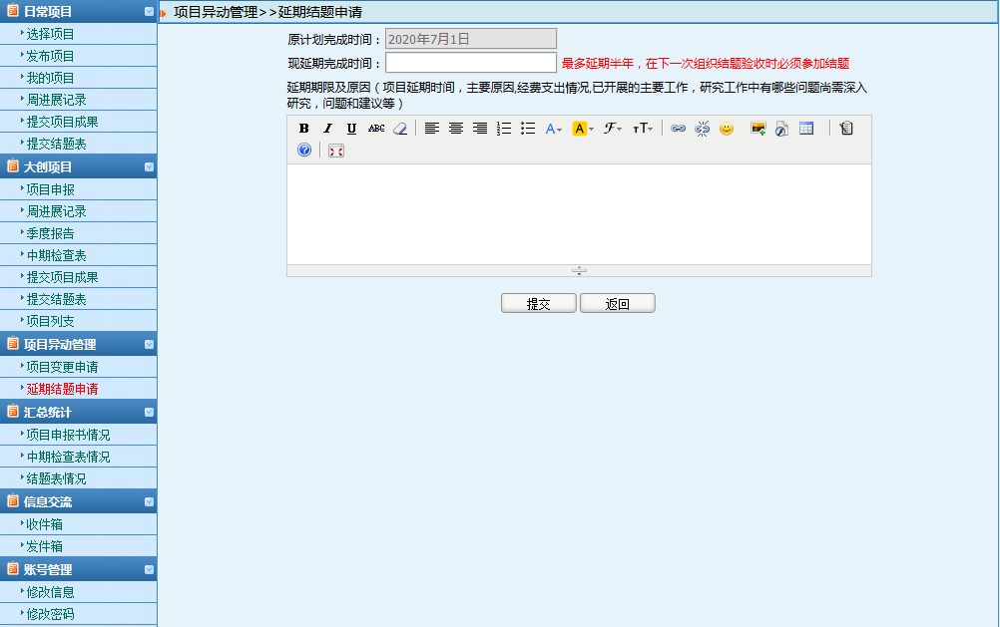 日常项目
选择项目
发布项目
我的项目
周进展记录
提交项目成果
提交结题表
大创项目
项目申报
周进展记录
季度报告
中期检查表
提交项目成果
提交结题表
项目列支
项目异动管理
项目变更申请
延期结题申请
汇总统计
项目申报书情况
中期检查表情况
结题表情况
信息交流
收件箱
发件箱
账号管理
修改信息
修改密码
项目异动管理>>延期结题申请
原计划完成时间： 2020年7月1日
现延期完成时间： 最多延期半年，在下一次组织结题验收时必须参加结题
延期期限及原因（项目延期时间，主要原因,经费支出情况,已开展的主要工作，研究工作中有哪些问题尚需深入
研究，问题和建议等）
B I U ABC A A F TT
提交 返回